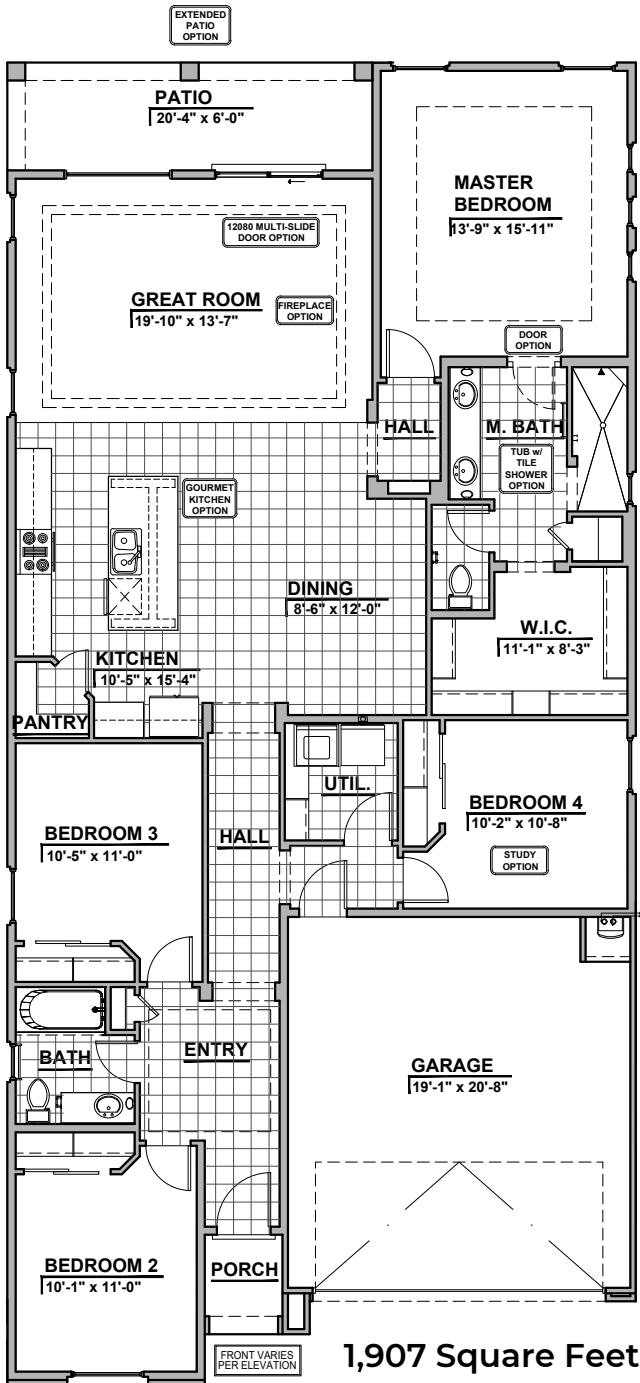 EXTENDED
PATIO
OPTION
PATIO
20'-4" x 6'-0"
MASTER
BEDROOM
13'-9" x 15'-11"
12080 MULTI-SLIDE
DOOR OPTION
GREAT ROOM
19'-10" x 13'-7"
FIREPLACE
OPTION
DOOR
OPTION
HALL
M. BATH
TUB w/
TILE
SHOWER
OPTION
GOURMET
KITCHEN
OPTION
DINING
8'-6" x 12'-0"
W.I.C.
11'-1" x 8'-3"
KITCHEN
10'-5" x 15'-4"
PANTRY
UTIL.
BEDROOM 4
10'-2" x 10'-8"
STUDY
OPTION
BEDROOM 3
10'-5" x 11'-0"
HALL
BATH
ENTRY
GARAGE
19'-1" x 20'-8"
BEDROOM 2
10'-1" x 11'-0"
PORCH
FRONT VARIES
PER ELEVATION
1,907 Square Feet